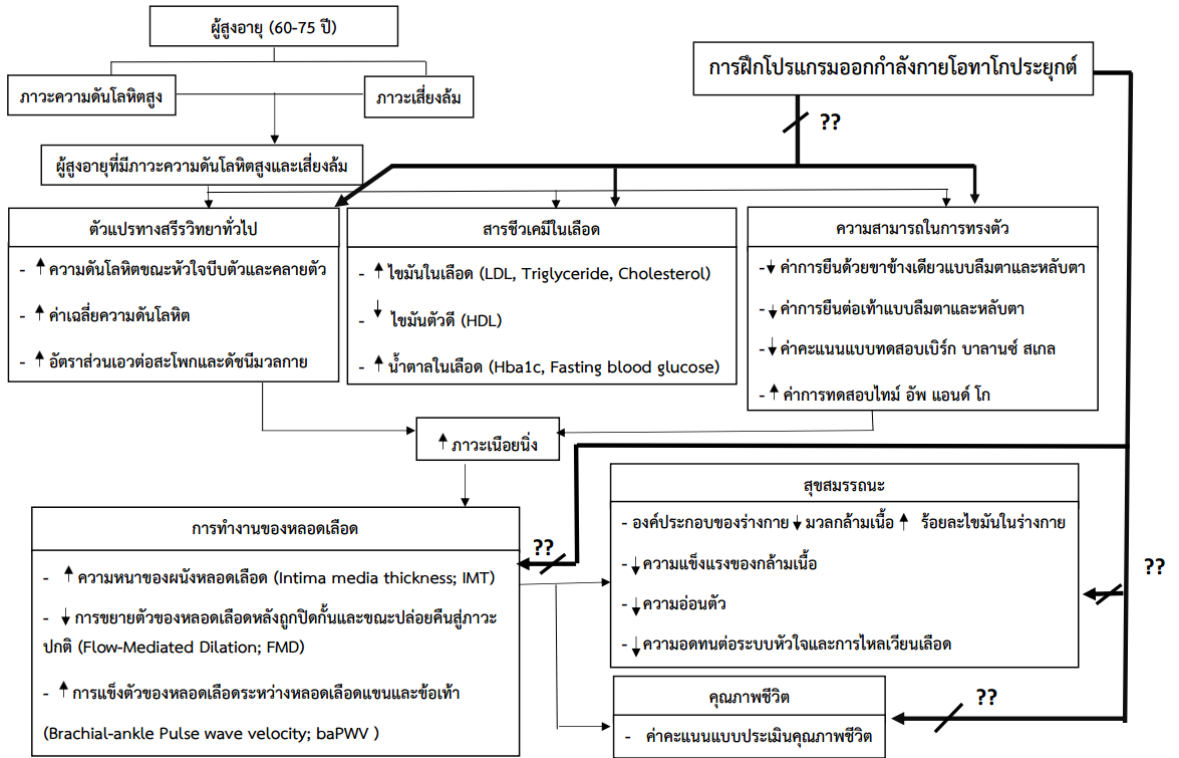 ผู้สูงอายุ (60-75 ปี)
การฝึกโปรแกรมออกกำลังกายโอทาโกประยุกต์
ภาวะความดันโลหิตสูง
ภาวะเสี่ยงล้ม
??
ผู้สูงอายุที่มีภาวะความดันโลหิตสูงและเสี่ยงล้ม
ตัวแปรทางสรีรวิทยาทั่วไป
- ↑ ความดันโลหิตขณะหัวใจบีบตัวและคลายตัว
- ↑ ค่าเฉลี่ยความดันโลหิต
- ↑ อัตราส่วนเอวต่อสะโพกและดัชนีมวลกาย
สารชีวเคมีในเลือด
- ↑ ไขมันในเลือด (LDL, Triglyceride, Cholesterol)
- ↓ ไขมันตัวดี (HDL)
- ↑ น้ำตาลในเลือด (Hba1c, Fasting blood glucose)
ความสามารถในการทรงตัว
- ↓ ค่าการยืนด้วยขาข้างเดียวแบบลืมตาและหลับตา
- ↓ ค่าการยืนต่อเท้าแบบลืมตาและหลับตา
- ↓ ค่าคะแนนแบบทดสอบเบิร์ก บาลานซ์ สเกล
- ↑ ค่าการทดสอบไทม์ อัพ แอนด์ โก
↑ ภาวะเนือยนิ่ง
การทำงานของหลอดเลือด
- ↑ ความหนาของผนังหลอดเลือด (Intima media thickness; IMT)
- ↓ การขยายตัวของหลอดเลือดหลังถูกปิดกั้นและขณะปล่อยคืนสู่ภาวะ
ปกติ (Flow-Mediated Dilation; FMD)
- ↑ การแข็งตัวของหลอดเลือดระหว่างหลอดเลือดแขนและข้อเท้า
(Brachial-ankle Pulse wave velocity; baPWV )
??
สุขสมรรถนะ
- องค์ประกอบของร่างกาย ↓ มวลกล้ามเนื้อ ↑ ร้อยละไขมันในร่างกาย
- ↓ ความแข็งแรงของกล้ามเนื้อ
- ↓ ความอ่อนตัว
- ↓ ความอดทนต่อระบบหัวใจและการไหลเวียนเลือด
??
คุณภาพชีวิต
- ค่าคะแนนแบบประเมินคุณภาพชีวิต
??